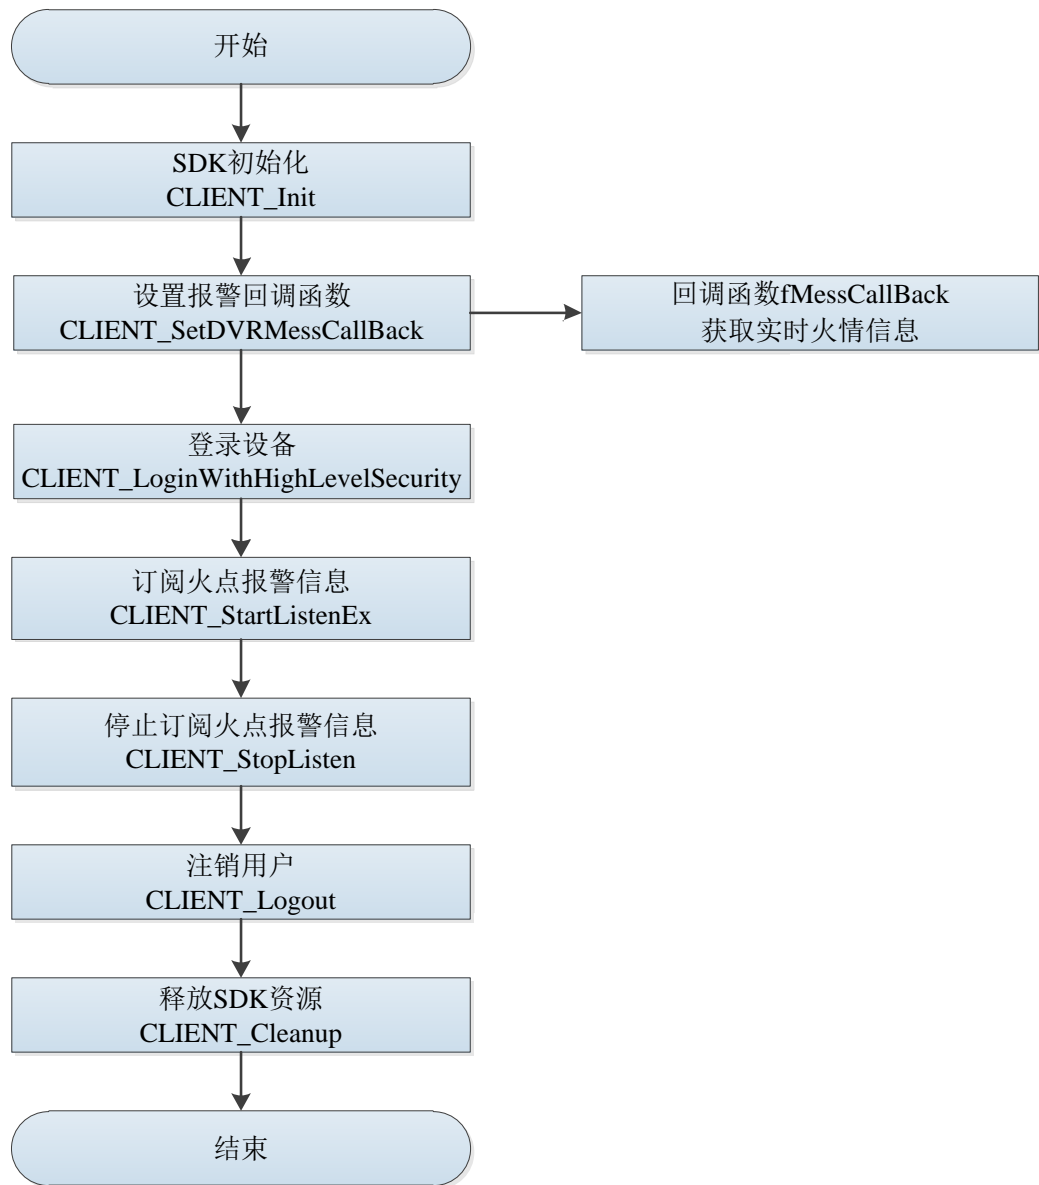 开始
SDK初始化
CLIENT_Init
设置报警回调函数
CLIENT_SetDVRMessCallBack
回调函数fMessCallBack
获取实时火情信息
登录设备
CLIENT_LoginWithHighLevelSecurity
订阅火点报警信息
CLIENT_StartListenEx
停止订阅火点报警信息
CLIENT_StopListen
注销用户
CLIENT_Logout
释放SDK资源
CLIENT_Cleanup
结束